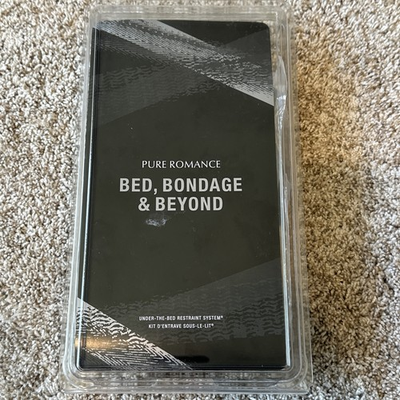 PURE ROMANCE
BED, BONDAGE
& BEYOND
UNDER-THE-BED RESTRAINT SYSTEM®
KIT D'ENTRAVE SOUS-LE-LIT®